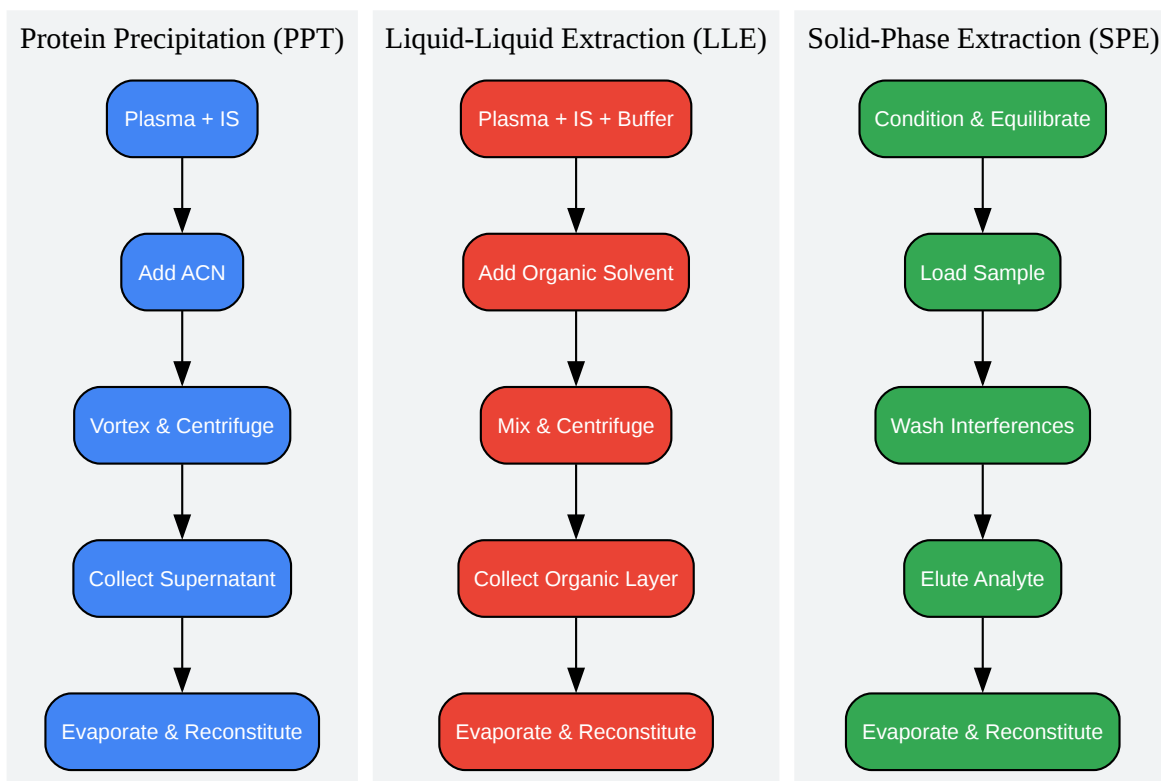 Protein Precipitation (PPT)
Plasma + IS
Add ACN
Vortex & Centrifuge
Collect Supernatant
Evaporate & Reconstitute
Liquid-Liquid Extraction (LLE)
Plasma + IS + Buffer
Add Organic Solvent
Mix & Centrifuge
Collect Organic Layer
Evaporate & Reconstitute
Solid-Phase Extraction (SPE)
Condition & Equilibrate
Load Sample
Wash Interferences
Elute Analyte
Evaporate & Reconstitute